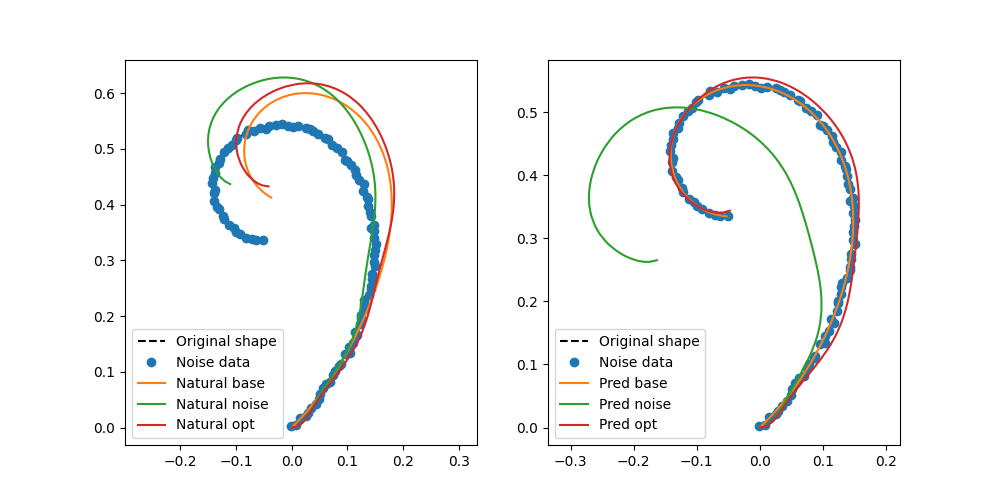 0.6
0.5
0.4
0.3
0.2
0.1
0.0
−0.2 −0.1 0.0 0.1 0.2 0.3
Original shape
Noise data
Natural base
Natural noise
Natural opt
0.5
0.4
0.3
0.2
0.1
0.0
−0.3 −0.2 −0.1 0.0 0.1 0.2
Original shape
Noise data
Pred base
Pred noise
Pred opt